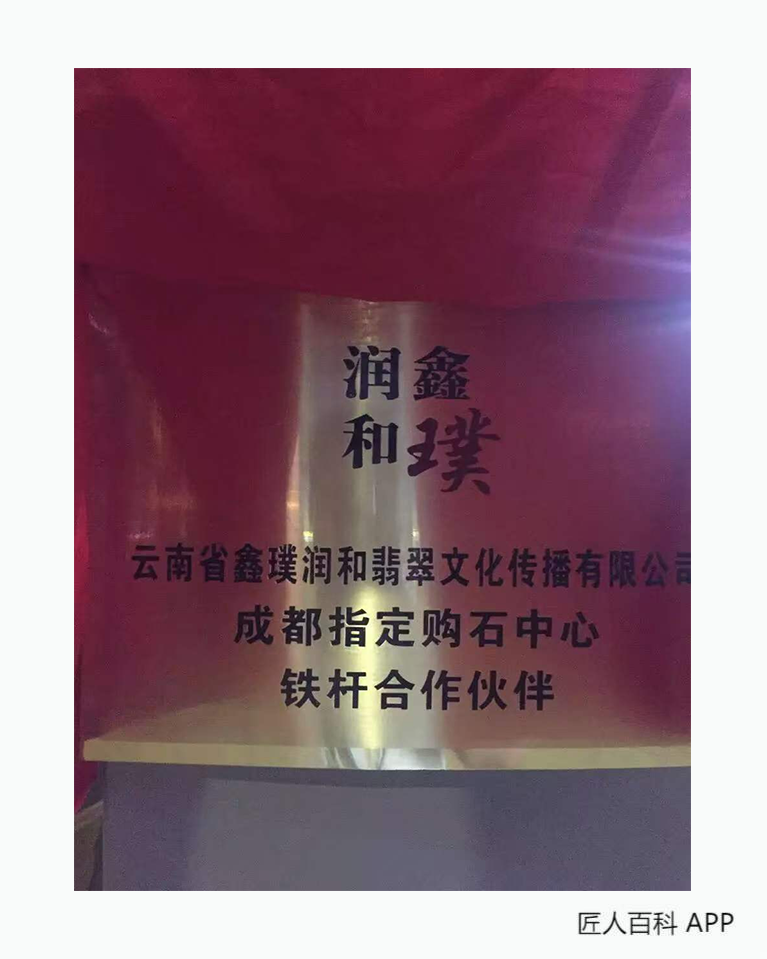 润鑫
和璞
云南省鑫璞润和翡翠文化传播有限公司
成都指定购石中心
铁杆合作伙伴
匠人百科 APP